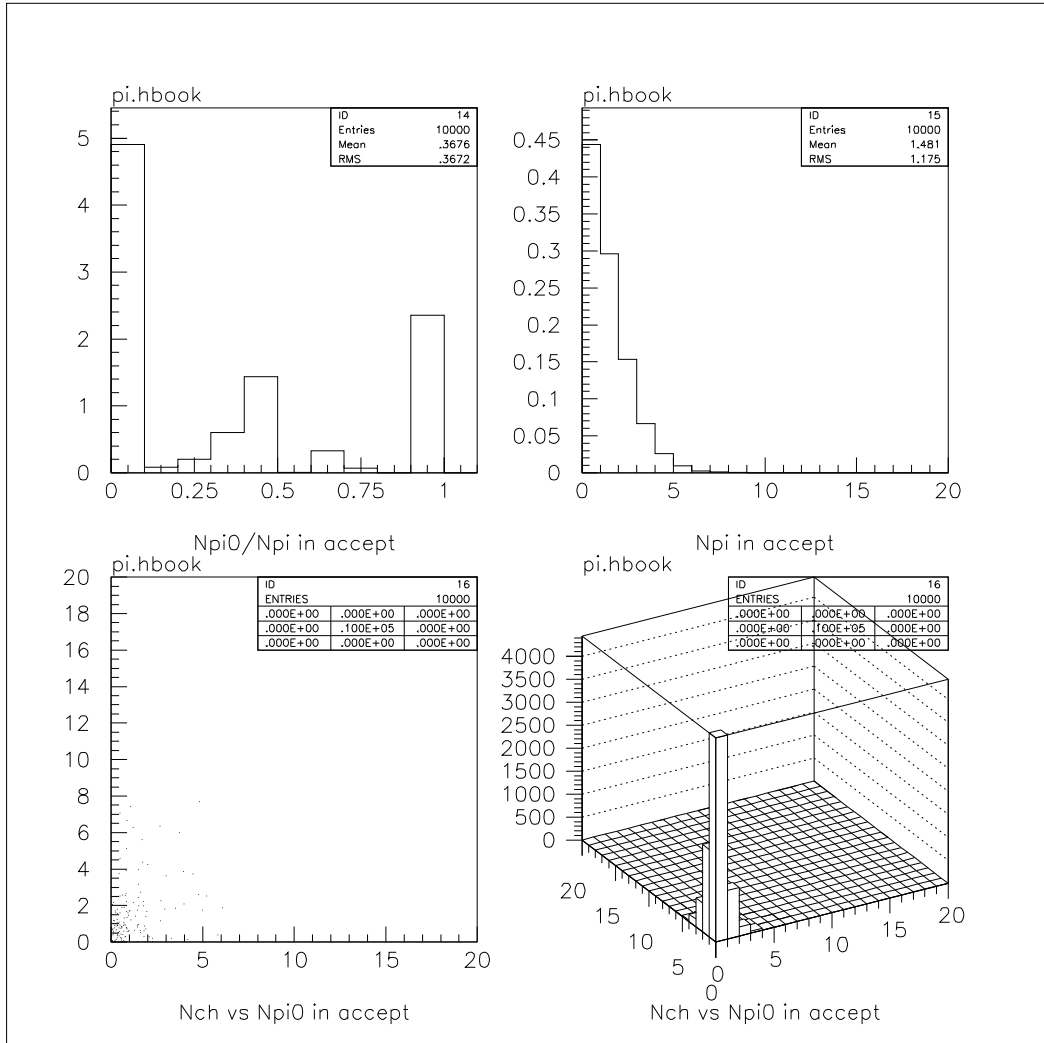 pi.hbook
ID 14
Entries 10000
Mean .3676
RMS .3672
5
4
3
2
1
0
0 0.25 0.5 0.75 1
Npi0/Npi in accept
pi.hbook
ID 15
Entries 10000
Mean 1.481
RMS 1.175
0.45
0.4
0.35
0.3
0.25
0.2
0.15
0.1
0.05
0
0 5 10 15 20
Npi in accept
pi.hbook
ID 16
ENTRIES 10000
.000E+00 .000E+00 .000E+00
.000E+00 .100E+05 .000E+00
.000E+00 .000E+00 .000E+00
20
18
16
14
12
10
8
6
4
2
0
0 5 10 15 20
Nch vs Npi0 in accept
pi.hbook
ID 16
ENTRIES 10000
.000E+00 .000E+00 .000E+00
.000E+00 .100E+05 .000E+00
.000E+00 .000E+00 .000E+00
4000
3500
3000
2500
2000
1500
1000
500
0
20
15
10
5
0
0
5
10
15
20
Nch vs Npi0 in accept